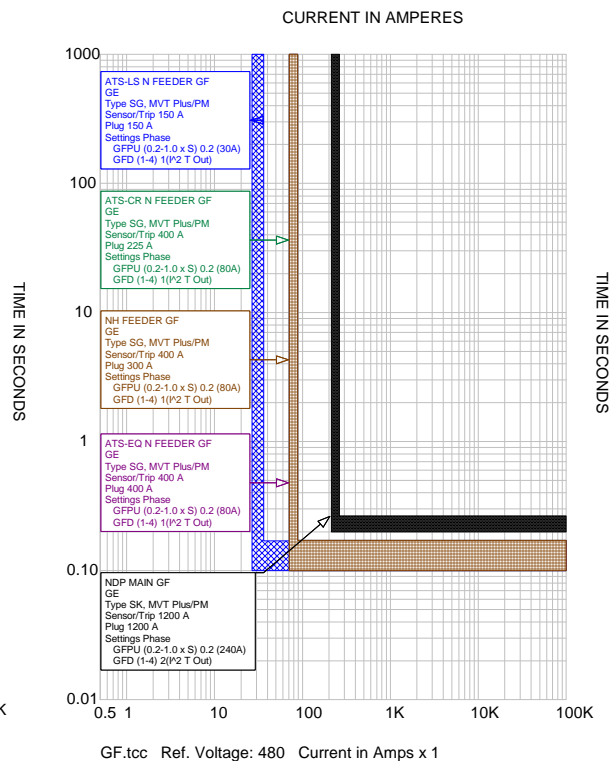 CURRENT IN AMPERES
1000
ATS-LS N FEEDER GF
GE
Type SG, MVT Plus/PM
Sensor/Trip 150 A
Plug 150 A
Settings Phase
GFPU (0.2-1.0 x S) 0.2 (30A)
GFD (1-4) 1(I^2 T Out)
100
ATS-CR N FEEDER GF
GE
Type SG, MVT Plus/PM
Sensor/Trip 400 A
Plug 225 A
Settings Phase
GFPU (0.2-1.0 x S) 0.2 (80A)
GFD (1-4) 1(I^2 T Out)
TIME IN SECONDS
TIME IN SECONDS
10
NH FEEDER GF
GE
Type SG, MVT Plus/PM
Sensor/Trip 400 A
Plug 300 A
Settings Phase
GFPU (0.2-1.0 x S) 0.2 (80A)
GFD (1-4) 1(I^2 T Out)
1
ATS-EQ N FEEDER GF
GE
Type SG, MVT Plus/PM
Sensor/Trip 400 A
Plug 400 A
Settings Phase
GFPU (0.2-1.0 x S) 0.2 (80A)
GFD (1-4) 1(I^2 T Out)
0.10
NDP MAIN GF
GE
Type SK, MVT Plus/PM
Sensor/Trip 1200 A
Plug 1200 A
Settings Phase
GFPU (0.2-1.0 x S) 0.2 (240A)
GFD (1-4) 2(I^2 T Out)
0.01
K
0.5 1 10 100 1K 10K 100K
GF.tcc Ref. Voltage: 480 Current in Amps x 1